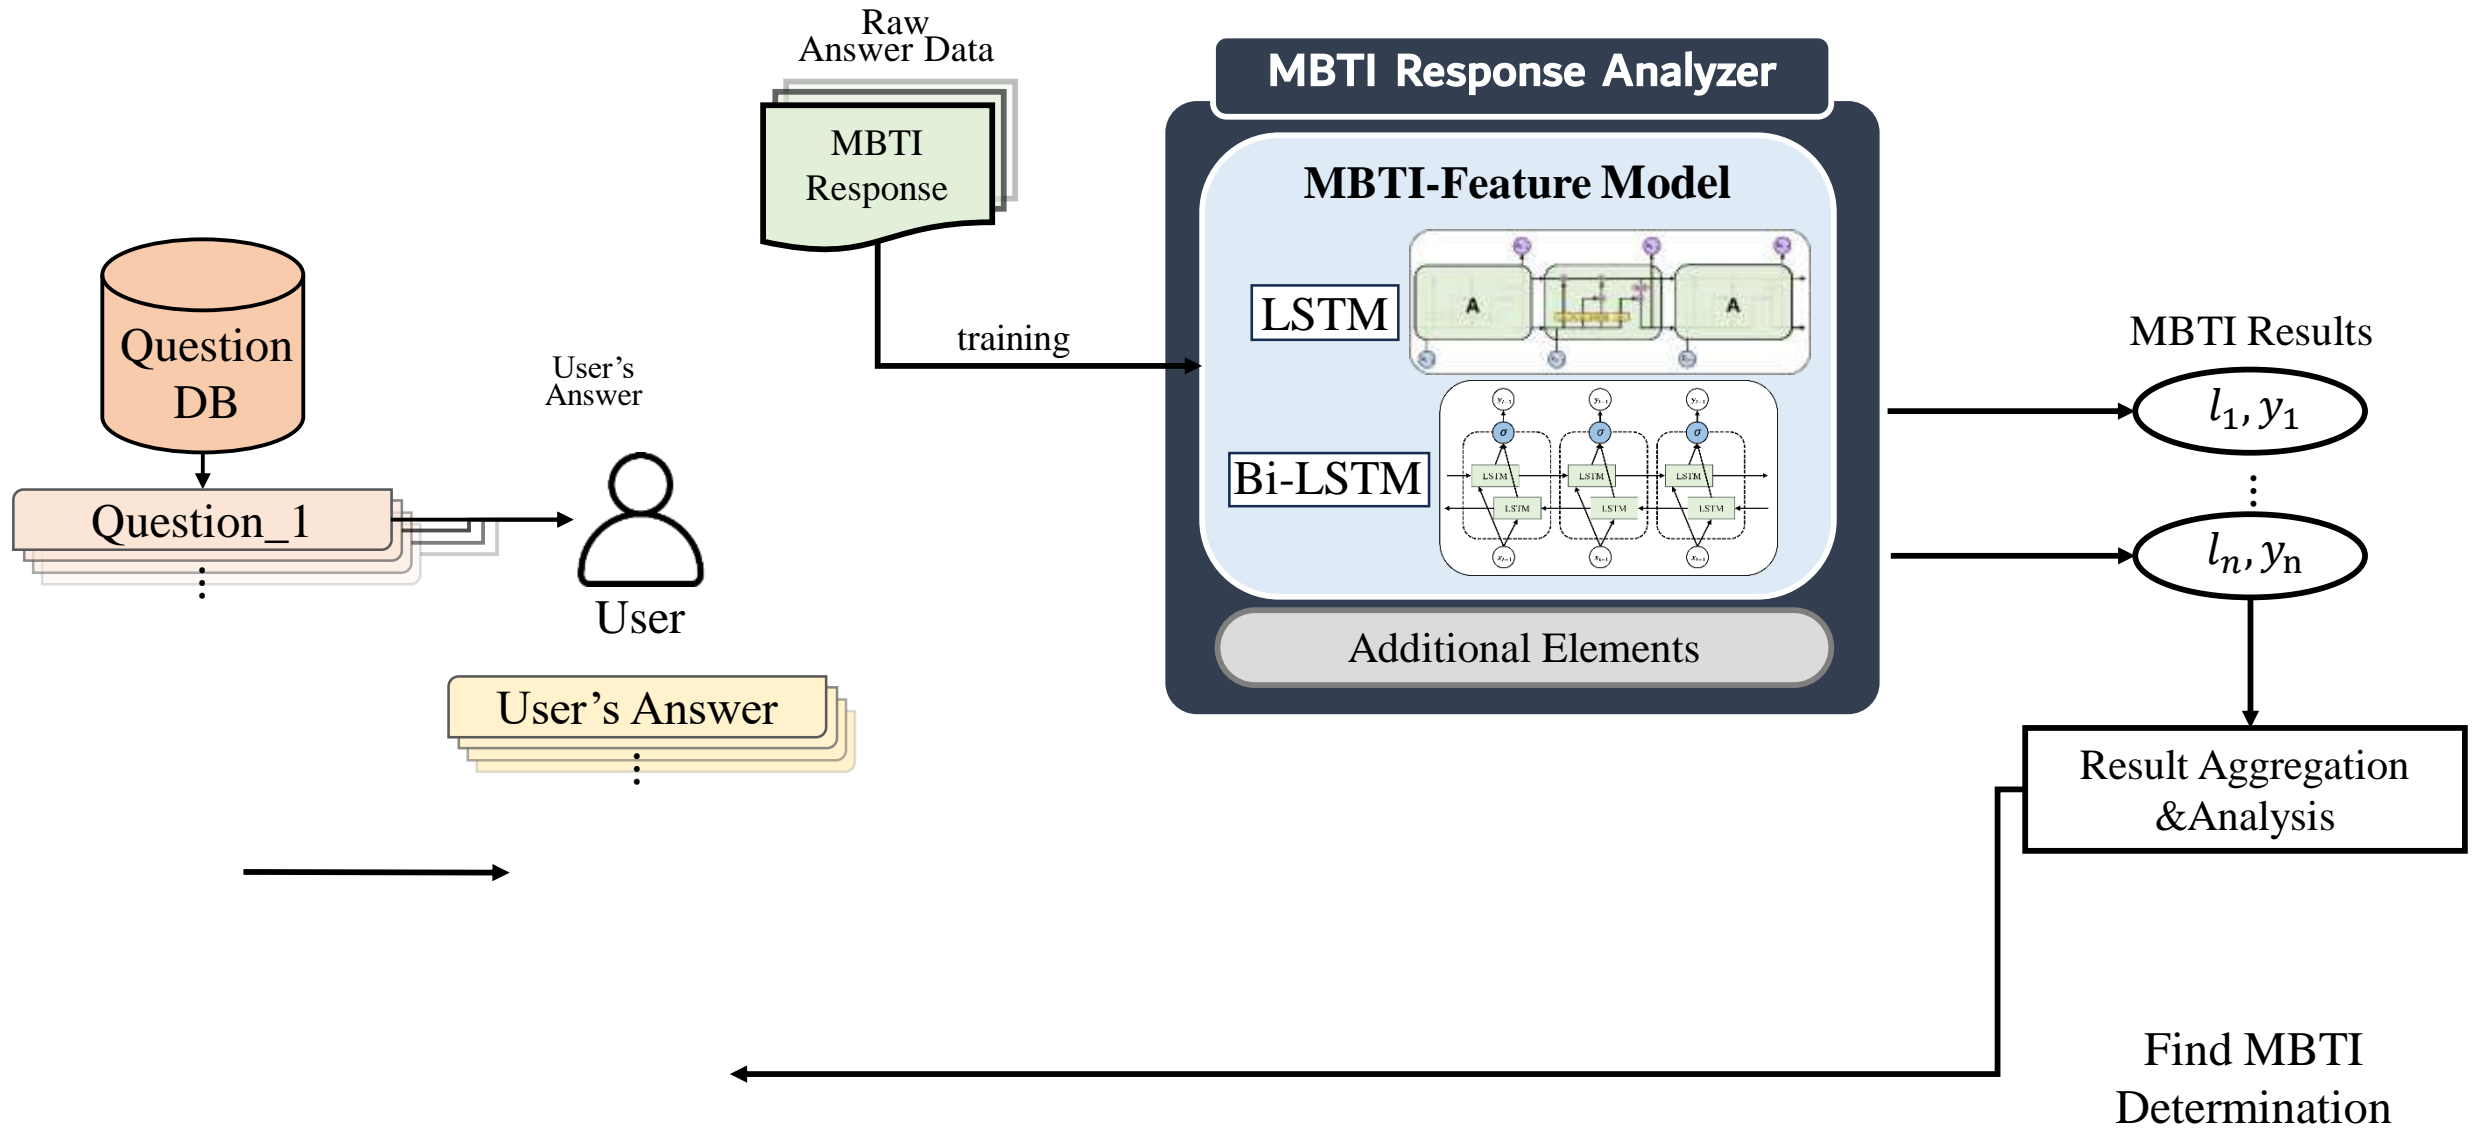 Raw
Answer Data
MBTI
Response
training
Question
DB
Question_1
⋮
User's
Answer
User
User's Answer
⋮
MBTI Response Analyzer
MBTI-Feature Model
LSTM
A
A
Bi-LSTM
σ
σ
σ
LSTM
LSTM
LSTM
LSTM
LSTM
LSTM
Additional Elements
MBTI Results
l₁, y₁
⋮
lₙ, yₙ
Result Aggregation
&Analysis
Find MBTI
Determination